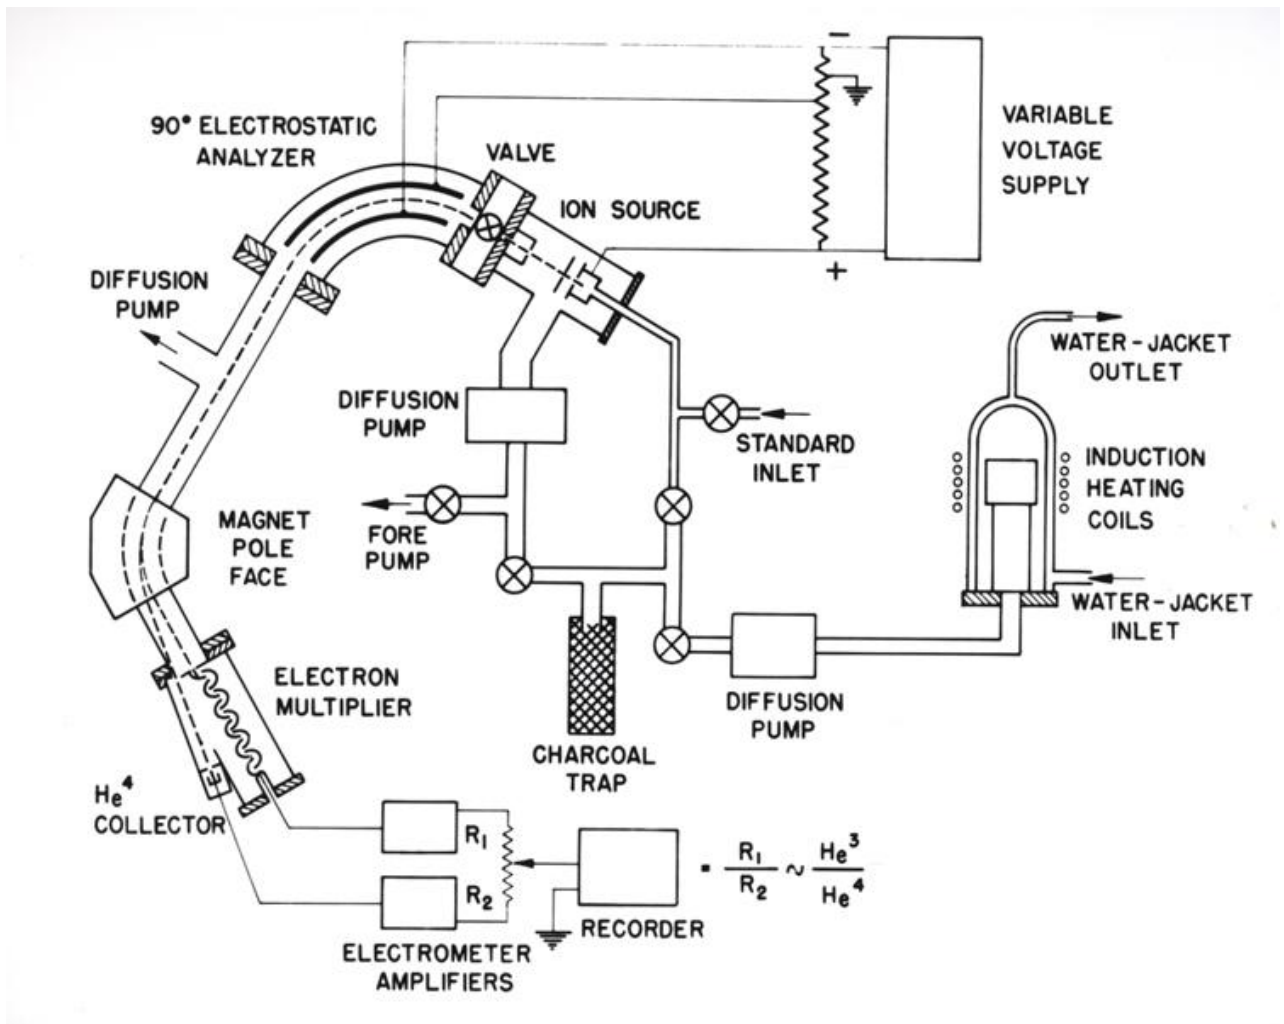 −
90° ELECTROSTATIC
ANALYZER
VALVE
ION SOURCE
VARIABLE
VOLTAGE
SUPPLY
+
DIFFUSION
PUMP
WATER-JACKET
OUTLET
DIFFUSION
PUMP
STANDARD
INLET
INDUCTION
HEATING
COILS
MAGNET
POLE
FACE
FORE
PUMP
WATER-JACKET
INLET
ELECTRON
MULTIPLIER
DIFFUSION
PUMP
CHARCOAL
TRAP
He⁴
COLLECTOR
R₁
R₂
RECORDER
ELECTROMETER
AMPLIFIERS
= R₁/R₂ ~ He³/He⁴